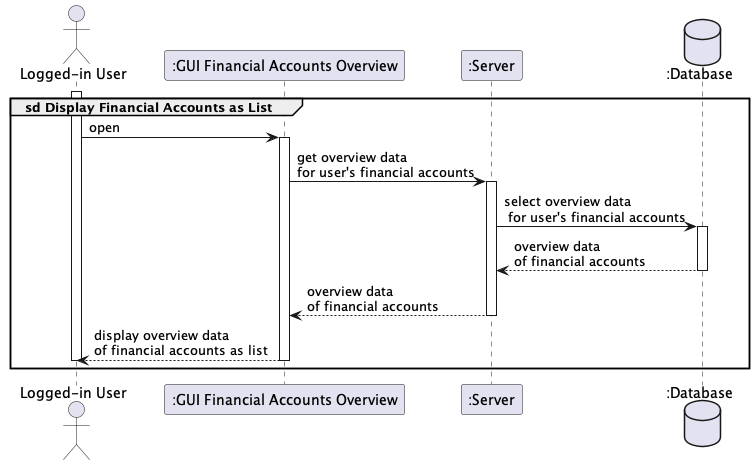 Logged-in User
:GUI Financial Accounts Overview
:Server
:Database
sd Display Financial Accounts as List
open
get overview data
for user's financial accounts
select overview data
for user's financial accounts
overview data
of financial accounts
overview data
of financial accounts
display overview data
of financial accounts as list
Logged-in User
:GUI Financial Accounts Overview
:Server
:Database